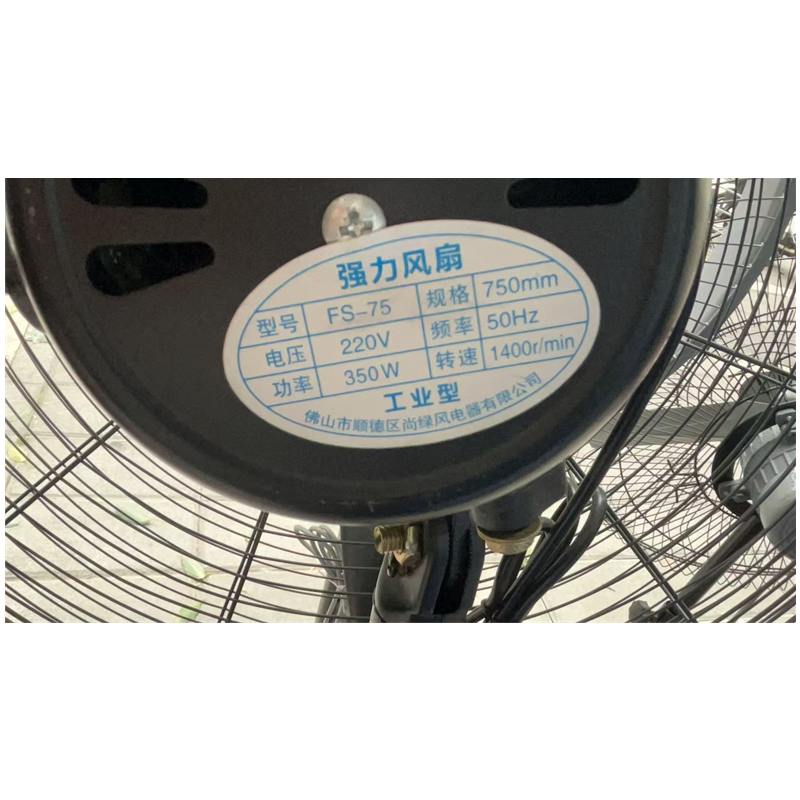 强力风扇
型号 FS-75 规格 750mm
电压 220V 频率 50Hz
功率 350W 转速 1400r/min
工业型
佛山市顺德区尚绿风电器有限公司